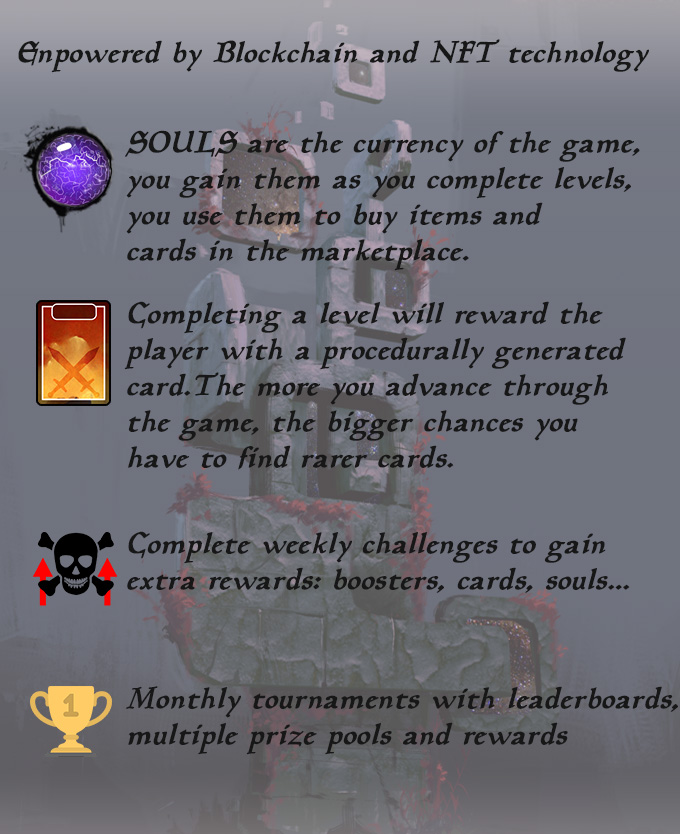 Enpowered by Blockchain and NFT technology
SOULS are the currency of the game,
you gain them as you complete levels,
you use them to buy items and
cards in the marketplace.
Completing a level will reward the
player with a procedurally generated
card.The more you advance through
the game, the bigger chances you
have to find rarer cards.
Complete weekly challenges to gain
extra rewards: boosters, cards, souls...
1
Monthly tournaments with leaderboards,
multiple prize pools and rewards